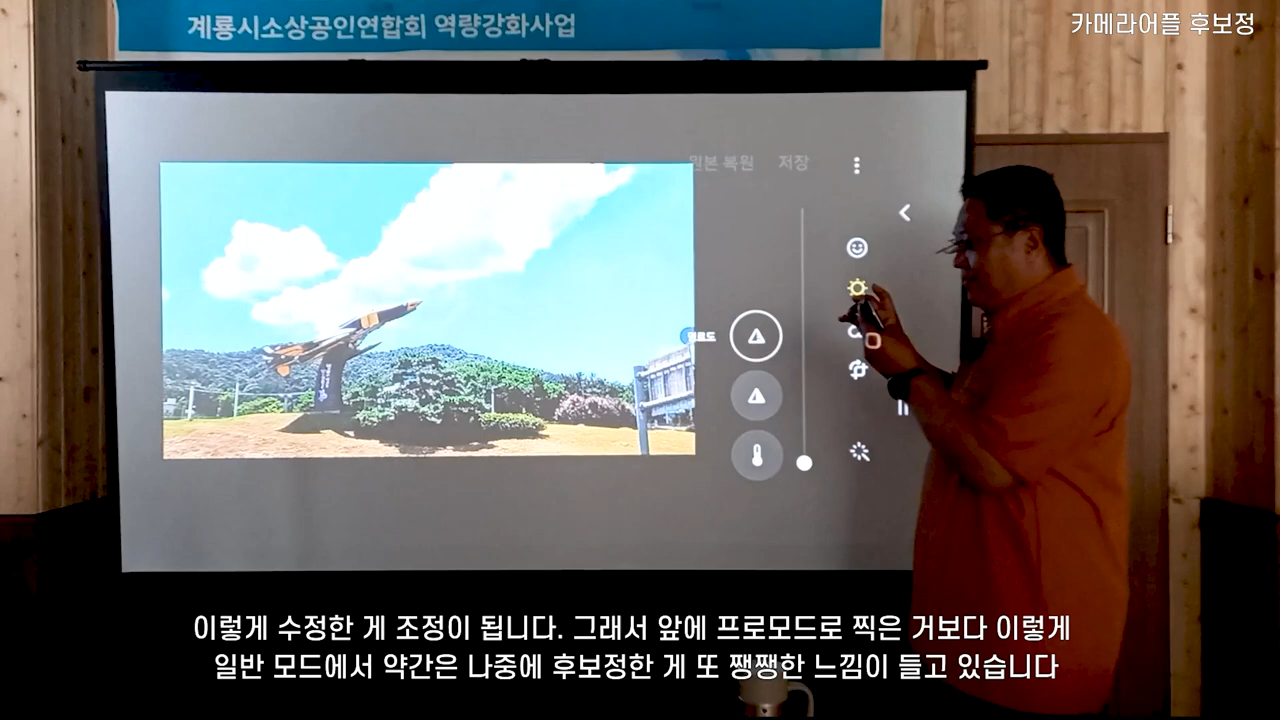 계룡시소상공인연합회 역량강화사업
카메라어플 후보정
원본 복원 저장
이렇게 수정한 게 조정이 됩니다. 그래서 앞에 프로모드로 찍은 거보다 이렇게
일반 모드에서 약간은 나중에 후보정한 게 또 쨍쨍한 느낌이 들고 있습니다